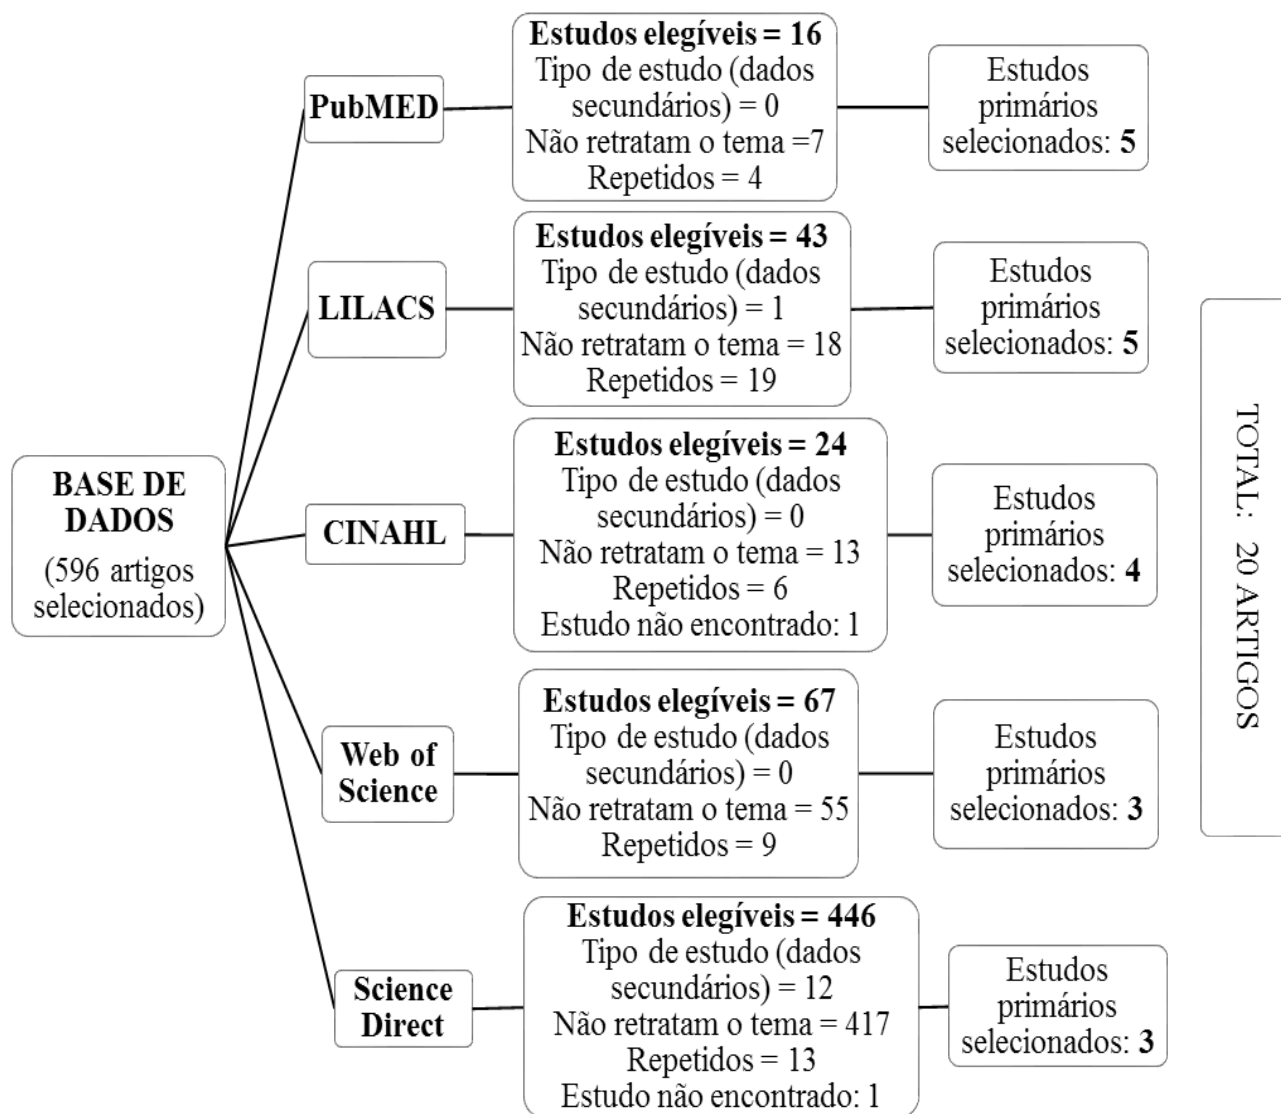 BASE DE
DADOS
(596 artigos
selecionados)
PubMED
Estudos elegíveis = 16
Tipo de estudo (dados
secundários) = 0
Não retratam o tema =7
Repetidos = 4
Estudos
primários
selecionados: 5
LILACS
Estudos elegíveis = 43
Tipo de estudo (dados
secundários) = 1
Não retratam o tema = 18
Repetidos = 19
Estudos
primários
selecionados: 5
CINAHL
Estudos elegíveis = 24
Tipo de estudo (dados
secundários) = 0
Não retratam o tema = 13
Repetidos = 6
Estudo não encontrado: 1
Estudos
primários
selecionados: 4
Web of
Science
Estudos elegíveis = 67
Tipo de estudo (dados
secundários) = 0
Não retratam o tema = 55
Repetidos = 9
Estudos
primários
selecionados: 3
Science
Direct
Estudos elegíveis = 446
Tipo de estudo (dados
secundários) = 12
Não retratam o tema = 417
Repetidos = 13
Estudo não encontrado: 1
Estudos
primários
selecionados: 3
TOTAL: 20 ARTIGOS